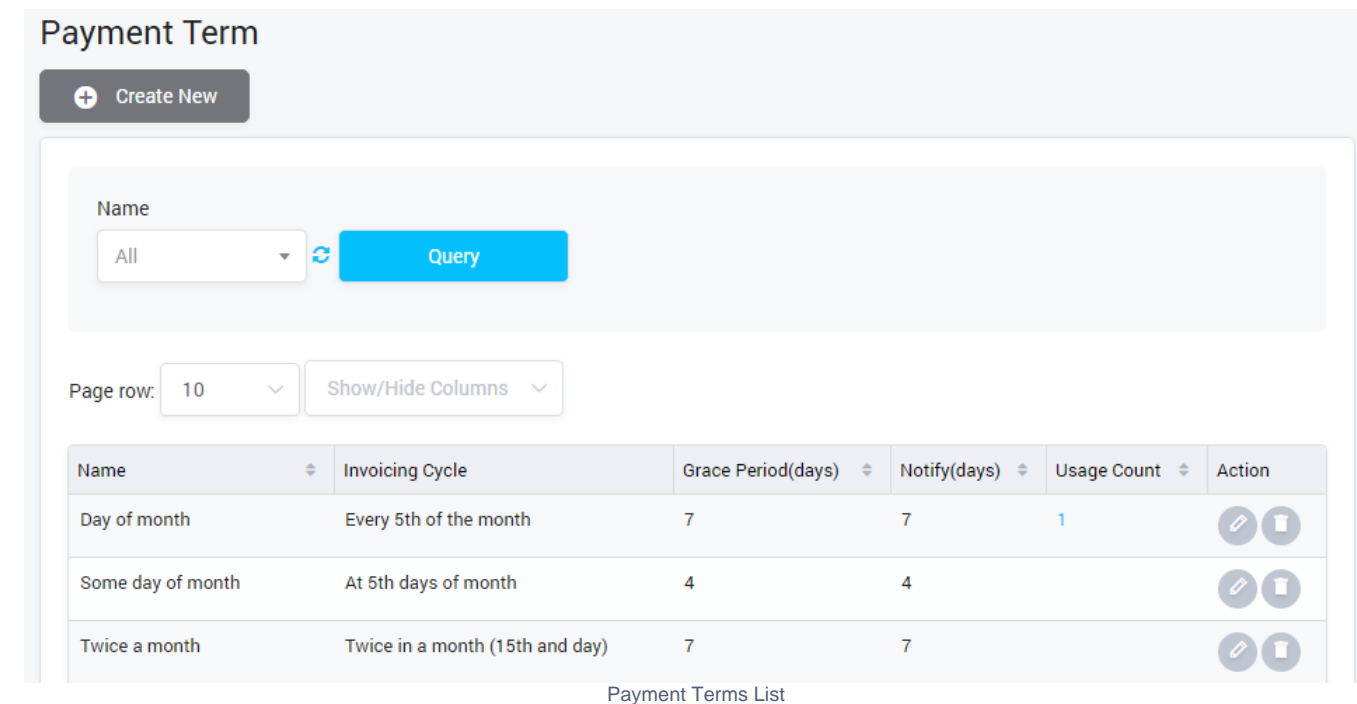 Payment Term
Create New
Name
All Query
Page row: 10 Show/Hide Columns
Name Invoicing Cycle Grace Period(days) Notify(days) Usage Count Action
Day of month Every 5th of the month 7 7 1
Some day of month At 5th days of month 4 4
Twice a month Twice in a month (15th and day) 7 7
Payment Terms List